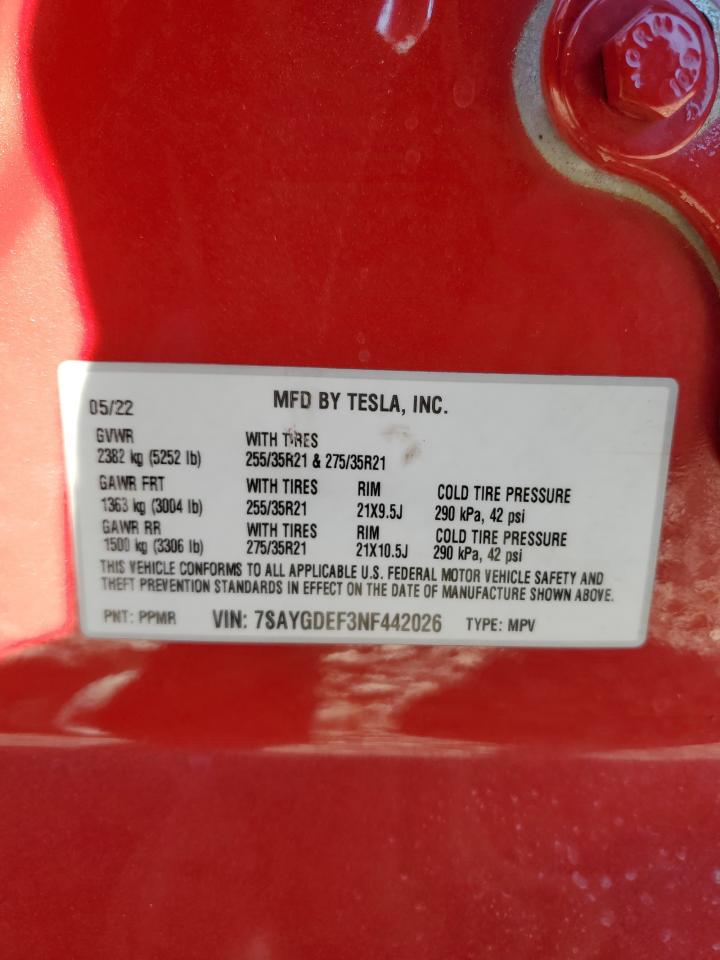 05/22 MFD BY TESLA, INC.
GVWR WITH TIRES
2382 kg (5252 lb) 255/35R21 & 275/35R21
GAWR FRT WITH TIRES RIM COLD TIRE PRESSURE
1363 kg (3004 lb) 255/35R21 21X9.5J 290 kPa, 42 psi
GAWR RR WITH TIRES RIM COLD TIRE PRESSURE
1500 kg (3306 lb) 275/35R21 21X10.5J 290 kPa, 42 psi
THIS VEHICLE CONFORMS TO ALL APPLICABLE U.S. FEDERAL MOTOR VEHICLE SAFETY AND
THEFT PREVENTION STANDARDS IN EFFECT ON THE DATE OF MANUFACTURE SHOWN ABOVE.
PNT: PPMR VIN: 7SAYGDEF3NF442026 TYPE: MPV